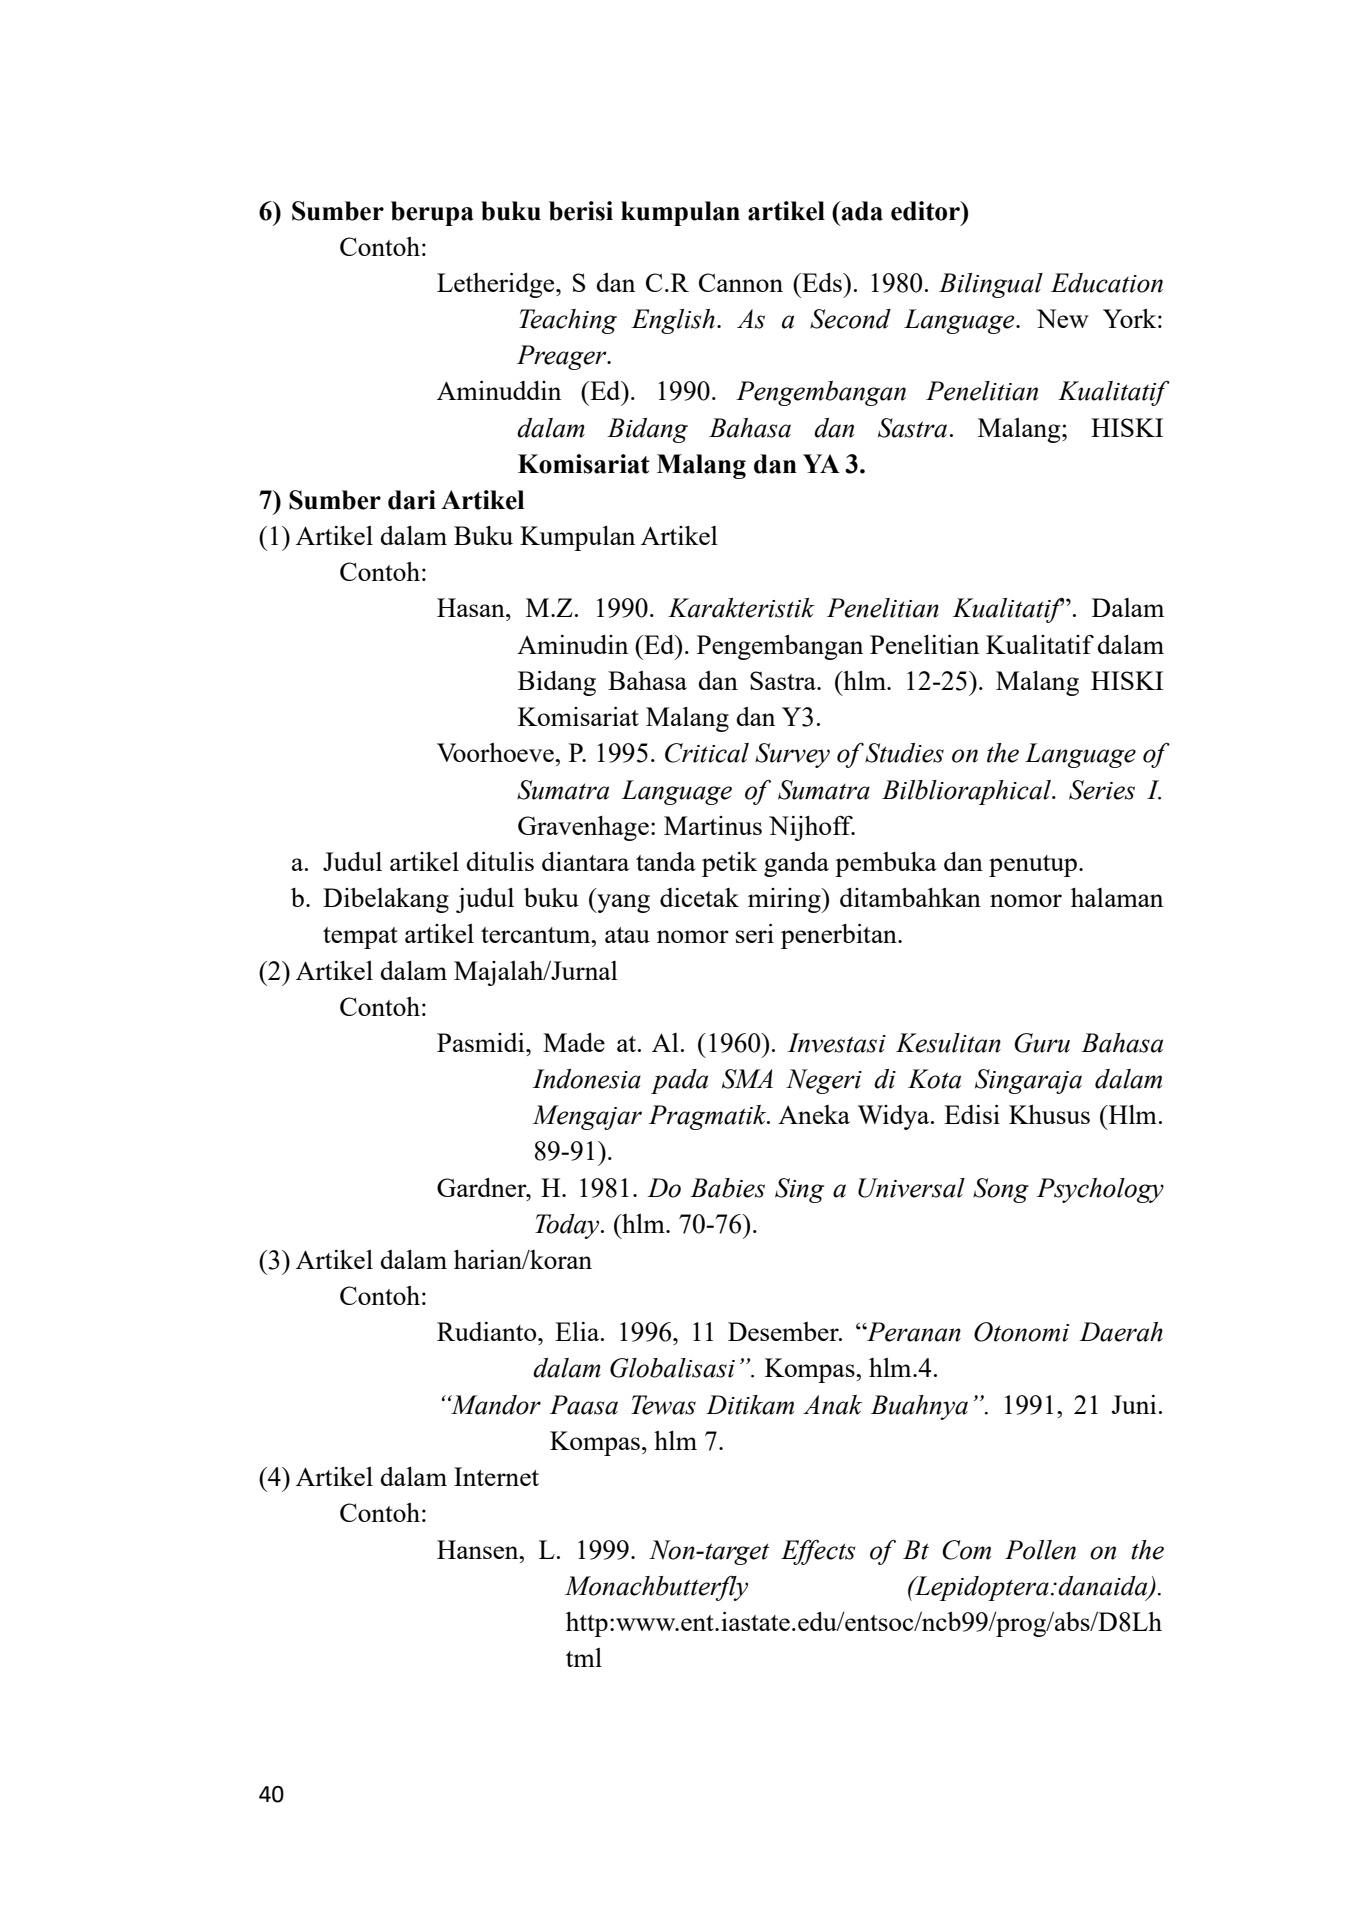 6) Sumber berupa buku berisi kumpulan artikel (ada editor)
Contoh:
Letheridge, S dan C.R Cannon (Eds). 1980. Bilingual Education
Teaching English. As a Second Language. New York:
Preager.
Aminuddin (Ed). 1990. Pengembangan Penelitian Kualitatif
dalam Bidang Bahasa dan Sastra. Malang; HISKI
Komisariat Malang dan YA 3.
7) Sumber dari Artikel
(1) Artikel dalam Buku Kumpulan Artikel
Contoh:
Hasan, M.Z. 1990. Karakteristik Penelitian Kualitatif”. Dalam
Aminudin (Ed). Pengembangan Penelitian Kualitatif dalam
Bidang Bahasa dan Sastra. (hlm. 12-25). Malang HISKI
Komisariat Malang dan Y3.
Voorhoeve, P. 1995. Critical Survey of Studies on the Language of
Sumatra Language of Sumatra Bilblioraphical. Series I.
Gravenhage: Martinus Nijhoff.
a. Judul artikel ditulis diantara tanda petik ganda pembuka dan penutup.
b. Dibelakang judul buku (yang dicetak miring) ditambahkan nomor halaman
tempat artikel tercantum, atau nomor seri penerbitan.
(2) Artikel dalam Majalah/Jurnal
Contoh:
Pasmidi, Made at. Al. (1960). Investasi Kesulitan Guru Bahasa
Indonesia pada SMA Negeri di Kota Singaraja dalam
Mengajar Pragmatik. Aneka Widya. Edisi Khusus (Hlm.
89-91).
Gardner, H. 1981. Do Babies Sing a Universal Song Psychology
Today. (hlm. 70-76).
(3) Artikel dalam harian/koran
Contoh:
Rudianto, Elia. 1996, 11 Desember. “Peranan Otonomi Daerah
dalam Globalisasi”. Kompas, hlm.4.
“Mandor Paasa Tewas Ditikam Anak Buahnya”. 1991, 21 Juni.
Kompas, hlm 7.
(4) Artikel dalam Internet
Contoh:
Hansen, L. 1999. Non-target Effects of Bt Com Pollen on the
Monachbutterfly (Lepidoptera:danaida).
http:www.ent.iastate.edu/entsoc/ncb99/prog/abs/D8Lh
tml
40